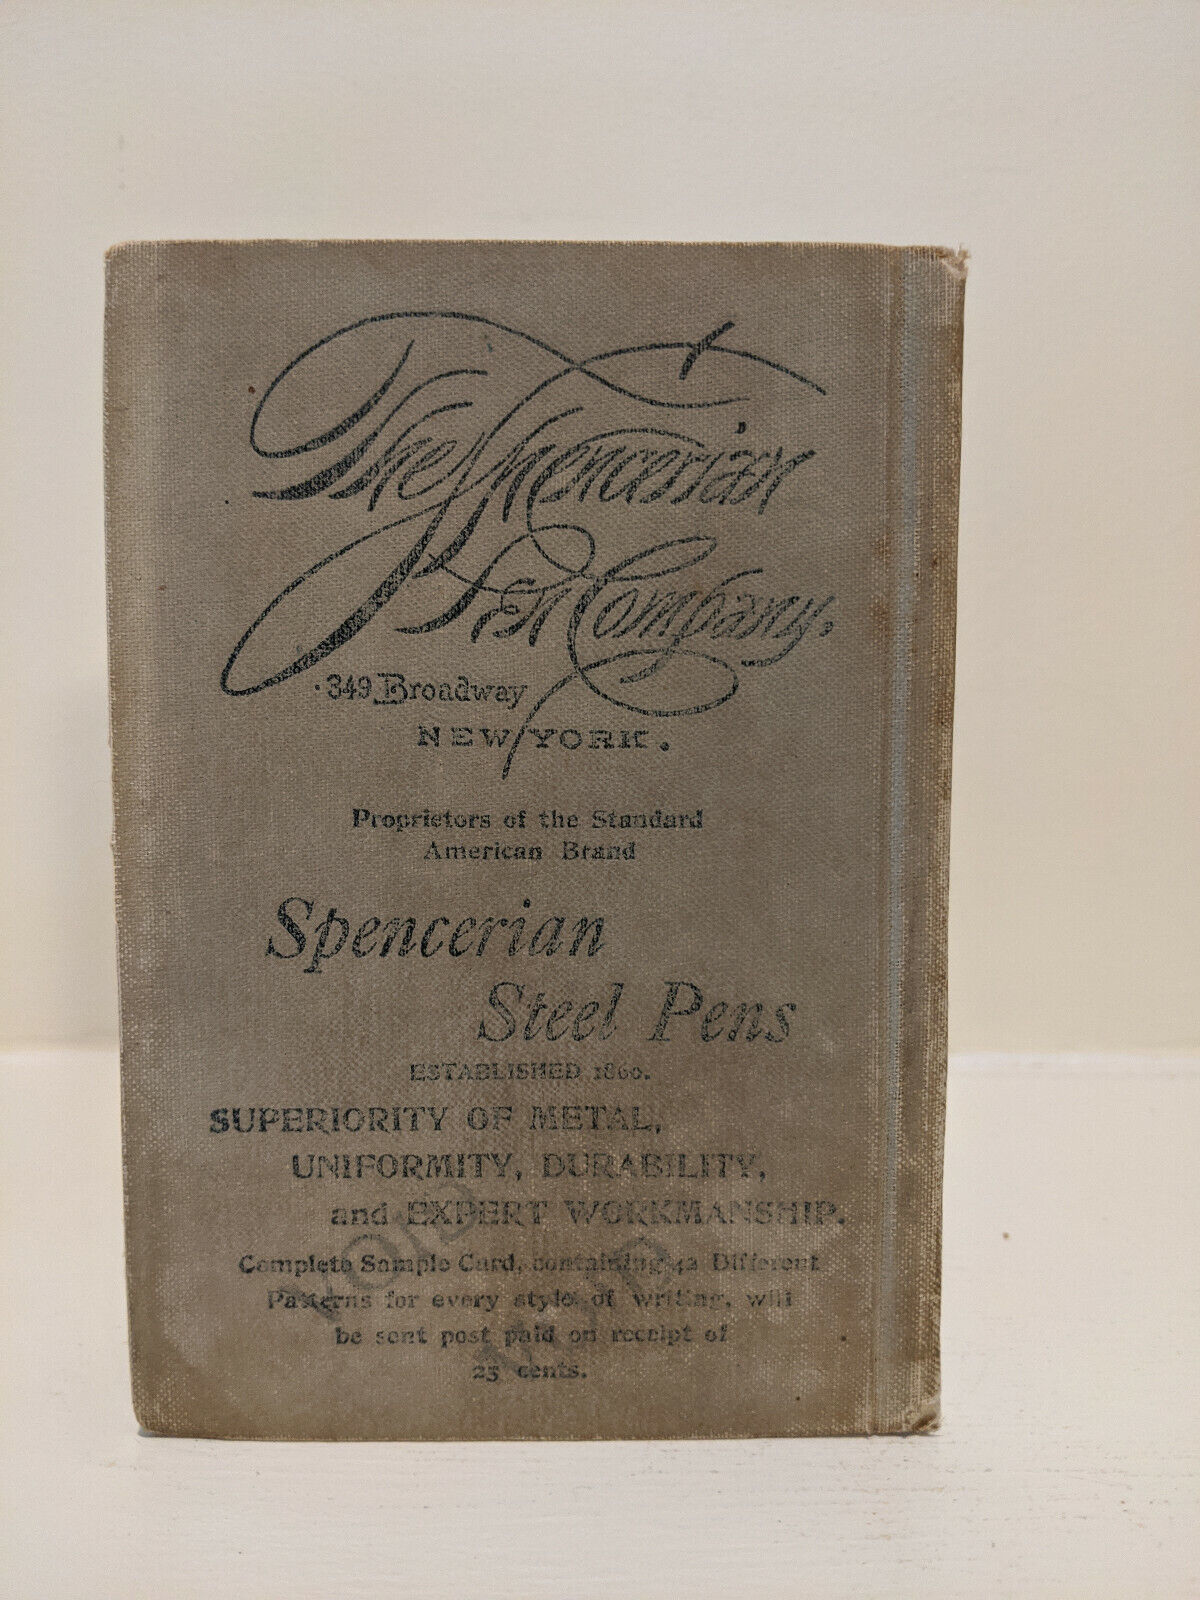 The Spencerian
Pen Company.
349 Broadway
NEW YORK.
Proprietors of the Standard
American Brand
Spencerian
Steel Pens
ESTABLISHED 1860.
SUPERIORITY OF METAL,
UNIFORMITY, DURABILITY,
and EXPERT WORKMANSHIP.
Complete Sample Card, containing 42 Different
Patterns for every style of writing, will
be sent post paid on receipt of
25 cents.
VOID